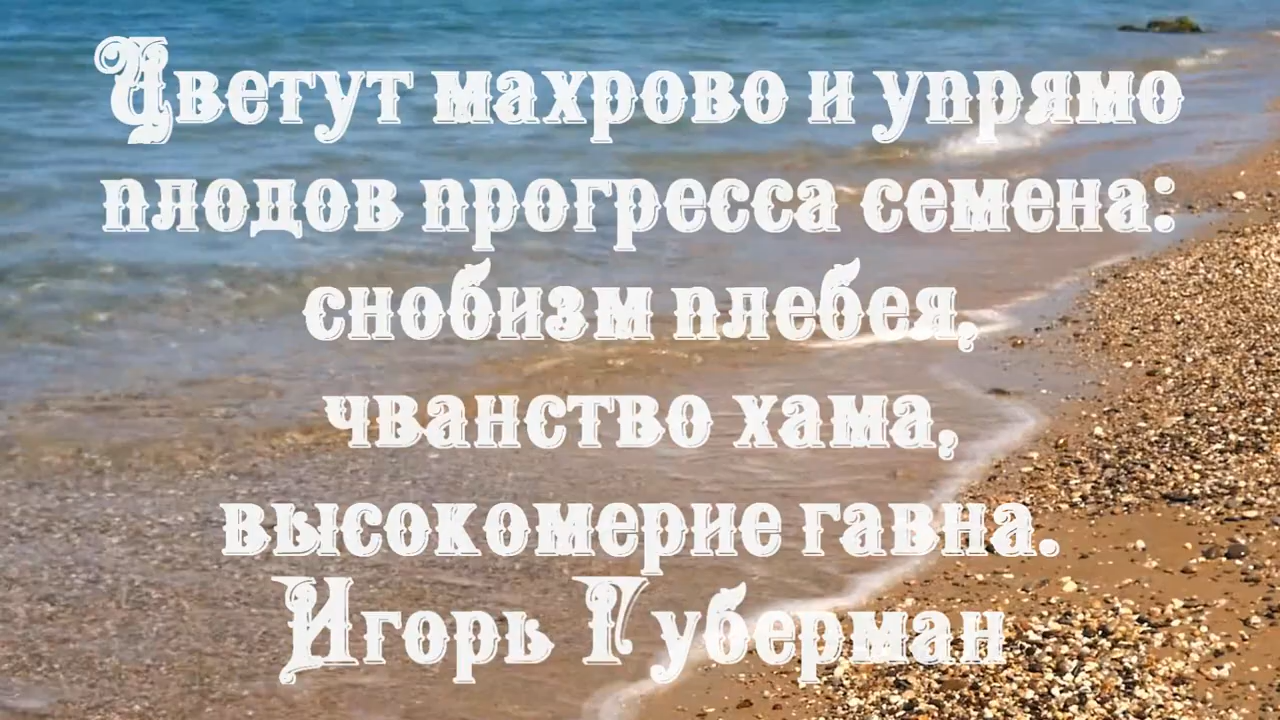 Цветут махрово и упрямо
плодов прогресса семена:
снобизм плебея,
чванство хама,
высокомерие гавна.
Игорь Губерман